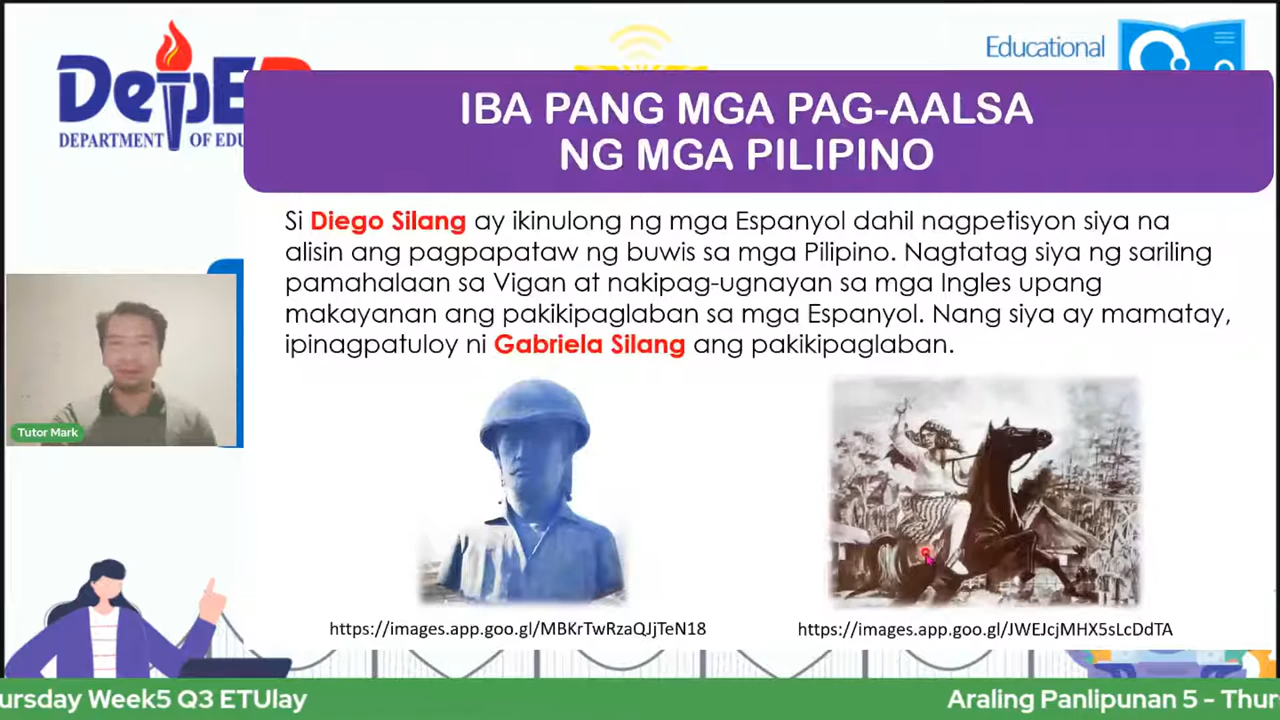 DepED
DEPARTMENT OF EDU
Educational
IBA PANG MGA PAG-AALSA
NG MGA PILIPINO
Si Diego Silang ay ikinulong ng mga Espanyol dahil nagpetisyon siya na
alisin ang pagpapataw ng buwis sa mga Pilipino. Nagtatag siya ng sariling
pamahalaan sa Vigan at nakipag-ugnayan sa mga Ingles upang
makayanan ang pakikipaglaban sa mga Espanyol. Nang siya ay mamatay,
ipinagpatuloy ni Gabriela Silang ang pakikipaglaban.
Tutor Mark
https://images.app.goo.gl/MBKrTwRzaQJjTeN18
https://images.app.goo.gl/JWEJcjMHX5sLcDdTA
ursday Week5 Q3 ETUlay
Araling Panlipunan 5 - Thur